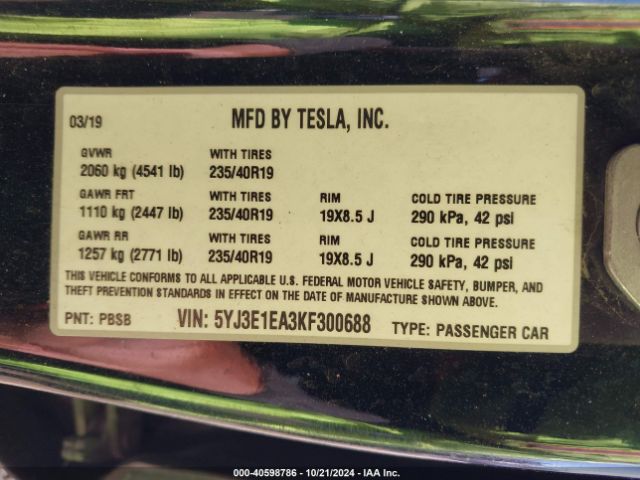 03/19 MFD BY TESLA, INC.
GVWR WITH TIRES
2060 kg (4541 lb) 235/40R19
GAWR FRT WITH TIRES RIM COLD TIRE PRESSURE
1110 kg (2447 lb) 235/40R19 19X8.5 J 290 kPa, 42 psi
GAWR RR WITH TIRES RIM COLD TIRE PRESSURE
1257 kg (2771 lb) 235/40R19 19X8.5 J 290 kPa, 42 psi
THIS VEHICLE CONFORMS TO ALL APPLICABLE U.S. FEDERAL MOTOR VEHICLE SAFETY, BUMPER, AND
THEFT PREVENTION STANDARDS IN EFFECT ON THE DATE OF MANUFACTURE SHOWN ABOVE.
PNT: PBSB VIN: 5YJ3E1EA3KF300688 TYPE: PASSENGER CAR
000-40598786 - 10/21/2024 - IAA Inc.